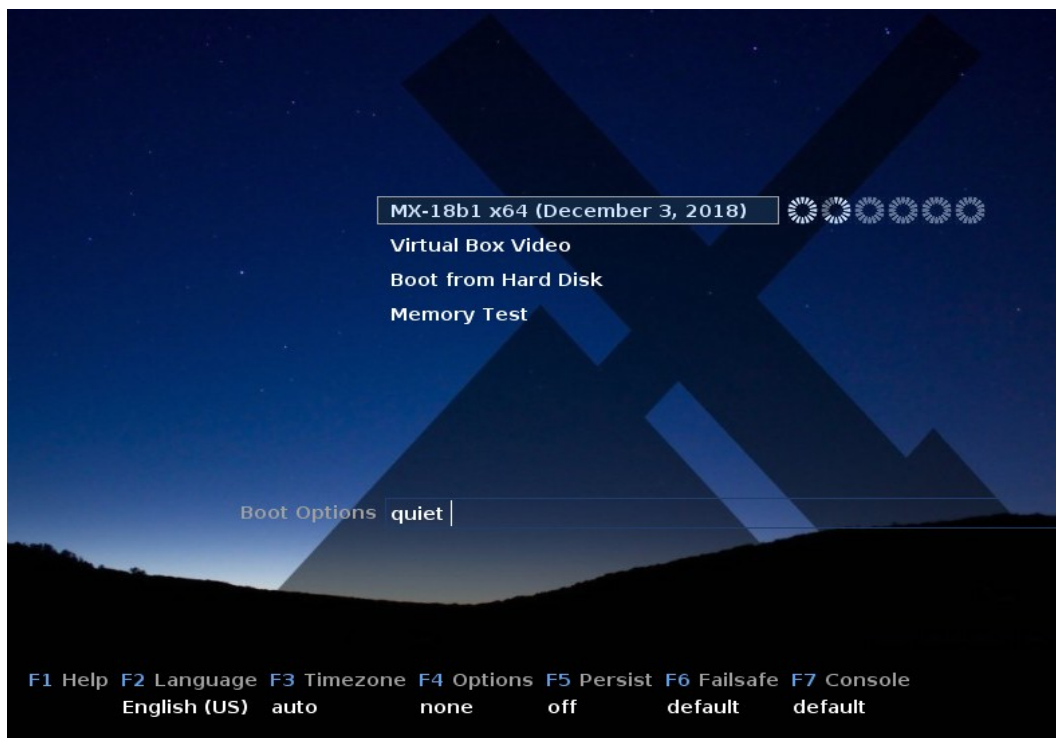 MX-18b1 x64 (December 3, 2018)
Virtual Box Video
Boot from Hard Disk
Memory Test
Boot Options quiet
F1 Help F2 Language F3 Timezone F4 Options F5 Persist F6 Failsafe F7 Console
English (US) auto none off default default